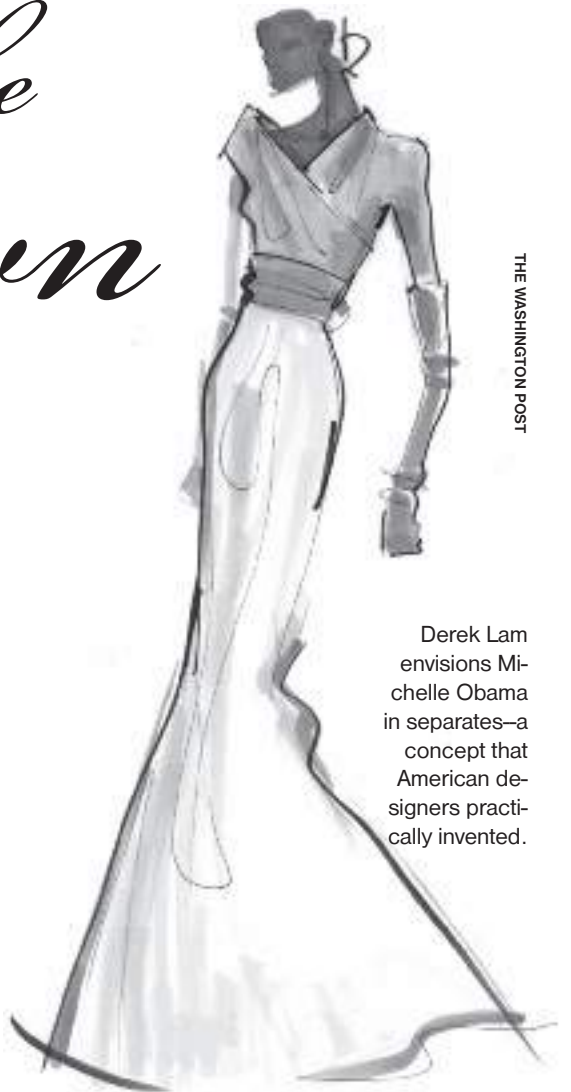 THE WASHINGTON POST
Derek Lam
envisions Mi-
chelle Obama
in separates—a
concept that
American de-
signers practi-
cally invented.